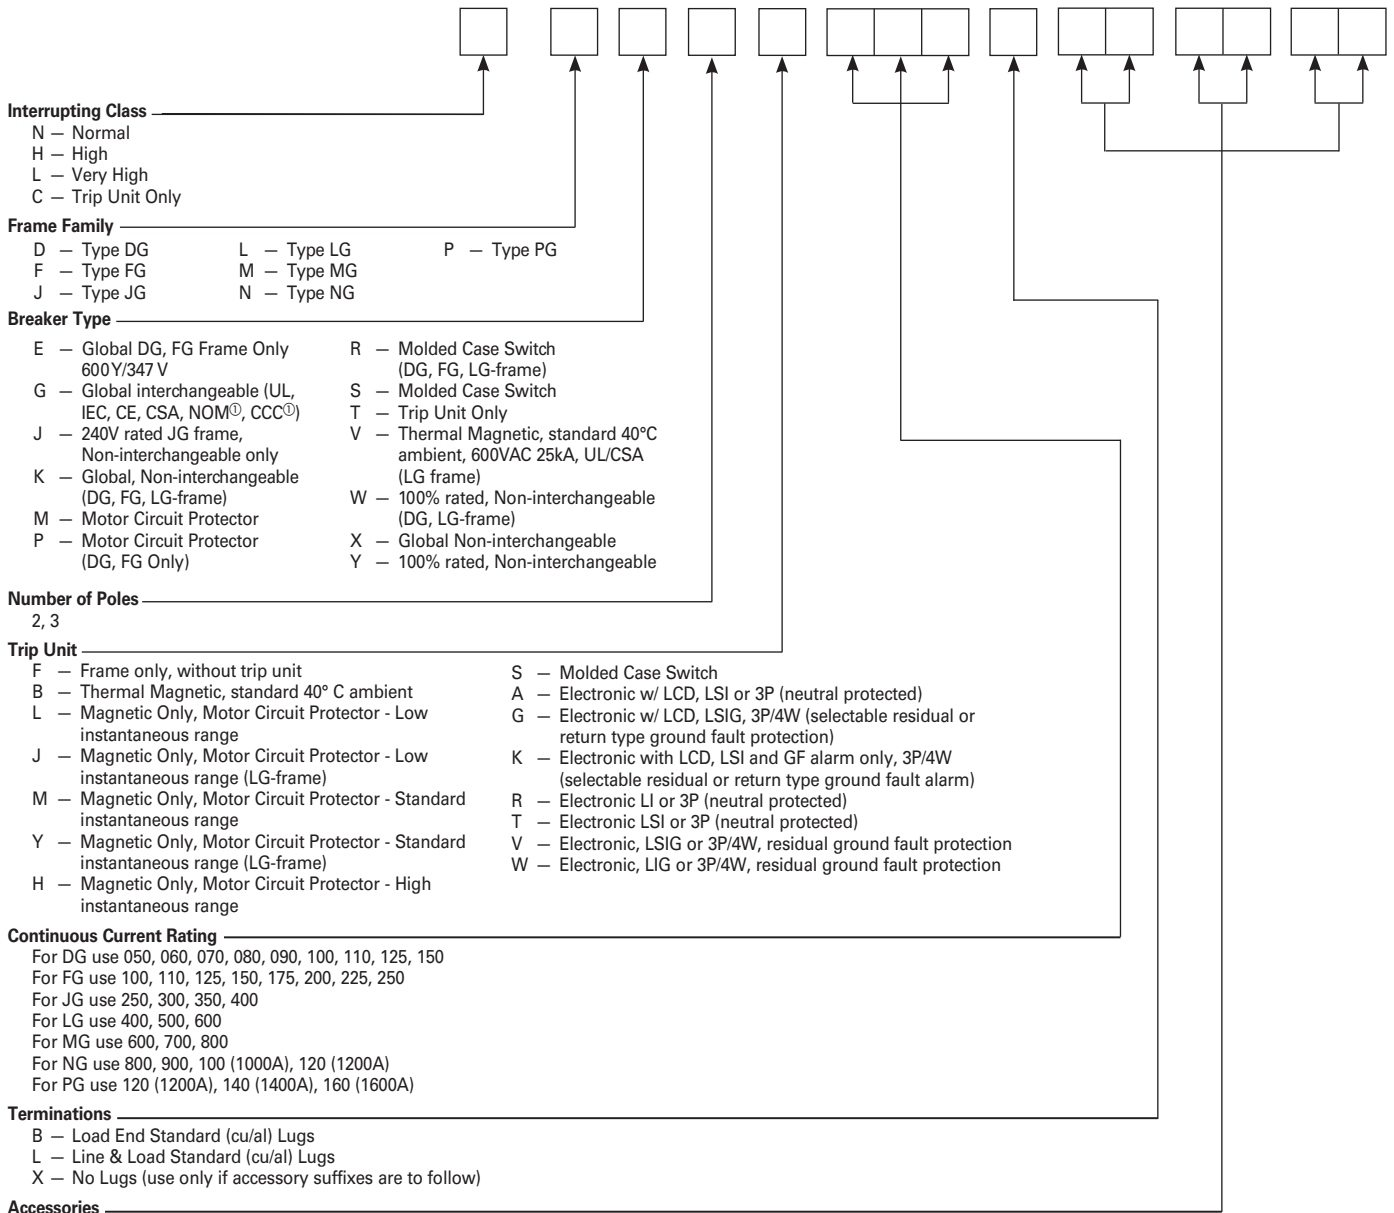 Interrupting Class
N — Normal
H — High
L — Very High
C — Trip Unit Only
Frame Family
D — Type DG
F — Type FG
J — Type JG
L — Type LG
M — Type MG
N — Type NG
P — Type PG
Breaker Type
E — Global DG, FG Frame Only
600Y/347 V
G — Global interchangeable (UL,
IEC, CE, CSA, NOM①, CCC①)
J — 240V rated JG frame,
Non-interchangeable only
K — Global, Non-interchangeable
(DG, FG, LG-frame)
M — Motor Circuit Protector
P — Motor Circuit Protector
(DG, FG Only)
R — Molded Case Switch
(DG, FG, LG-frame)
S — Molded Case Switch
T — Trip Unit Only
V — Thermal Magnetic, standard 40°C
ambient, 600VAC 25kA, UL/CSA
(LG frame)
W — 100% rated, Non-interchangeable
(DG, LG-frame)
X — Global Non-interchangeable
Y — 100% rated, Non-interchangeable
Number of Poles
2, 3
Trip Unit
F — Frame only, without trip unit
B — Thermal Magnetic, standard 40° C ambient
L — Magnetic Only, Motor Circuit Protector - Low
instantaneous range
J — Magnetic Only, Motor Circuit Protector - Low
instantaneous range (LG-frame)
M — Magnetic Only, Motor Circuit Protector - Standard
instantaneous range
Y — Magnetic Only, Motor Circuit Protector - Standard
instantaneous range (LG-frame)
H — Magnetic Only, Motor Circuit Protector - High
instantaneous range
S — Molded Case Switch
A — Electronic w/ LCD, LSI or 3P (neutral protected)
G — Electronic w/ LCD, LSIG, 3P/4W (selectable residual or
return type ground fault protection)
K — Electronic with LCD, LSI and GF alarm only, 3P/4W
(selectable residual or return type ground fault alarm)
R — Electronic LI or 3P (neutral protected)
T — Electronic LSI or 3P (neutral protected)
V — Electronic, LSIG or 3P/4W, residual ground fault protection
W — Electronic, LIG or 3P/4W, residual ground fault protection
Continuous Current Rating
For DG use 050, 060, 070, 080, 090, 100, 110, 125, 150
For FG use 100, 110, 125, 150, 175, 200, 225, 250
For JG use 250, 300, 350, 400
For LG use 400, 500, 600
For MG use 600, 700, 800
For NG use 800, 900, 100 (1000A), 120 (1200A)
For PG use 120 (1200A), 140 (1400A), 160 (1600A)
Terminations
B — Load End Standard (cu/al) Lugs
L — Line & Load Standard (cu/al) Lugs
X — No Lugs (use only if accessory suffixes are to follow)
Accessories